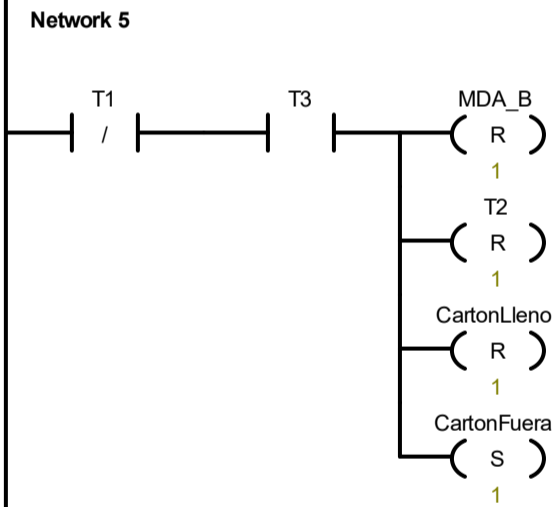 Network 5
T1 T3 MDA_B
/ R
1
T2
R
1
CartonLleno
R
1
CartonFuera
S
1